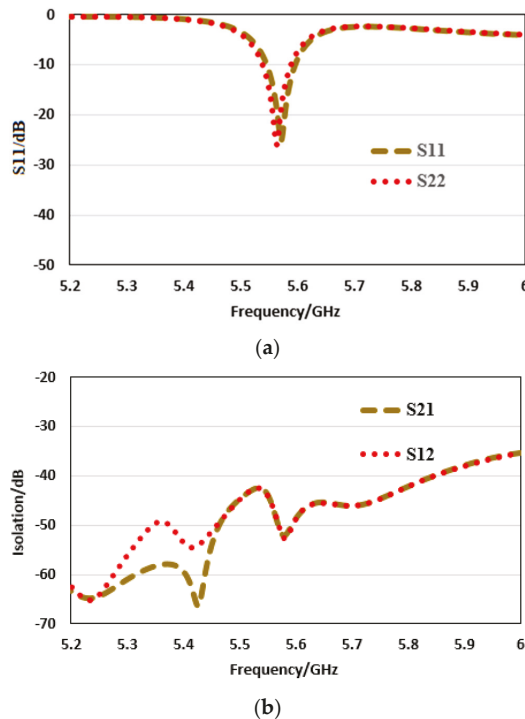 0
-10
-20
-30
-40
-50
S11/dB
S11
S22
5.2 5.3 5.4 5.5 5.6 5.7 5.8 5.9 6
Frequency/GHz
(a)
-20
-30
-40
-50
-60
-70
Isolation/dB
S21
S12
5.2 5.3 5.4 5.5 5.6 5.7 5.8 5.9 6
Frequency/GHz
(b)